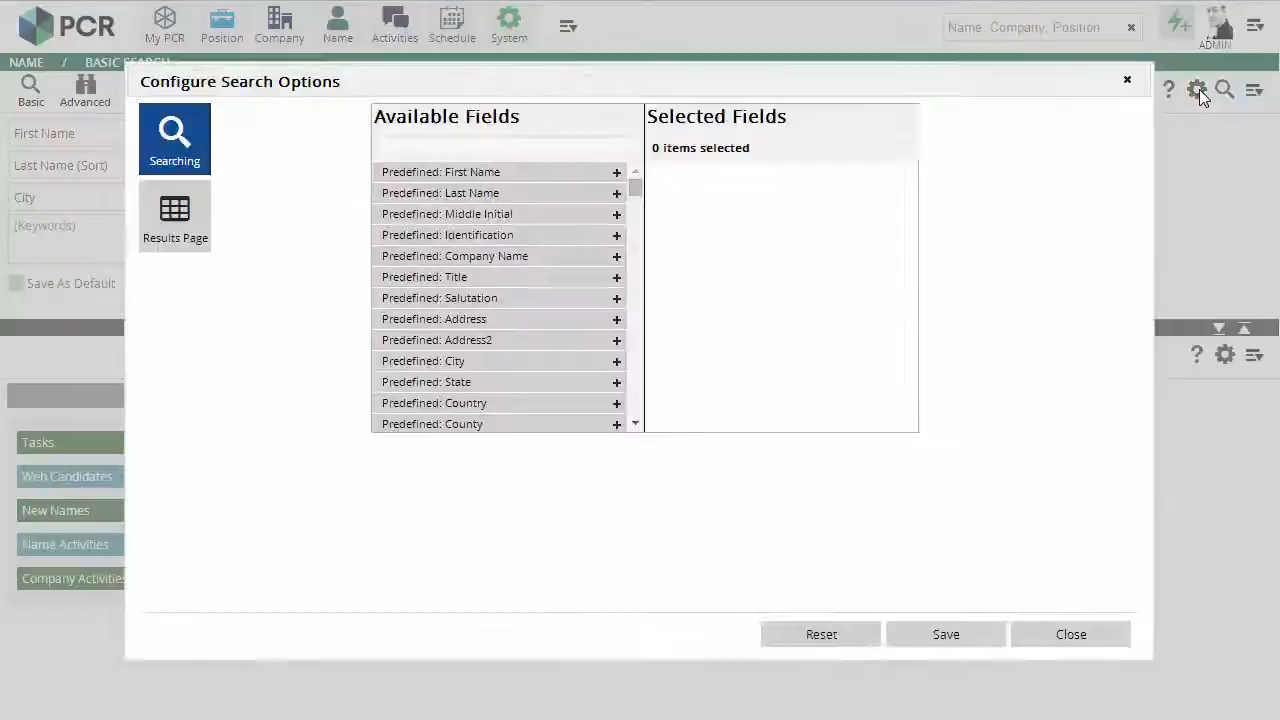 PCR
My PCR
Position
Company
Name
Activities
Schedule
System
Name, Company, Position
ADMIN
NAME / BASIC SEARCH
Configure Search Options
Basic
Advanced
First Name
Last Name (Sort)
City
(Keywords)
Save As Default
Searching
Results Page
Available Fields
Predefined: First Name
Predefined: Last Name
Predefined: Middle Initial
Predefined: Identification
Predefined: Company Name
Predefined: Title
Predefined: Salutation
Predefined: Address
Predefined: Address2
Predefined: City
Predefined: State
Predefined: Country
Predefined: County
Selected Fields
0 items selected
Tasks
Web Candidates
New Names
Name Activities
Company Activities
Reset
Save
Close